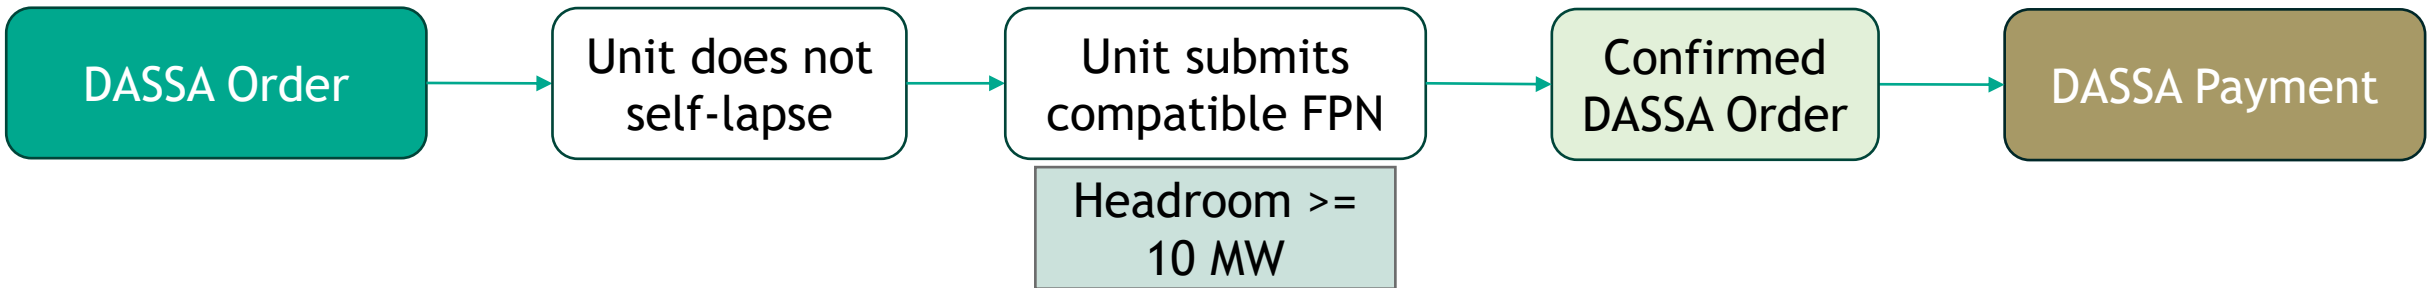 DASSA Order
Unit does not
self-lapse
Unit submits
compatible FPN
Headroom >=
10 MW
Confirmed
DASSA Order
DASSA Payment